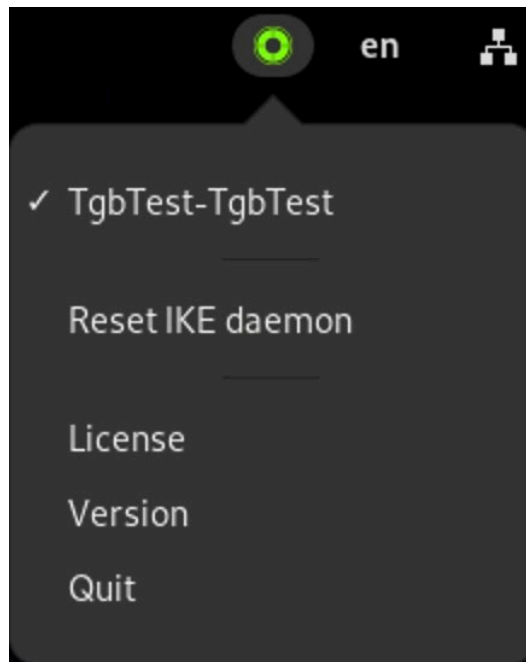 en
✓ TgbTest-TgbTest
Reset IKE daemon
License
Version
Quit